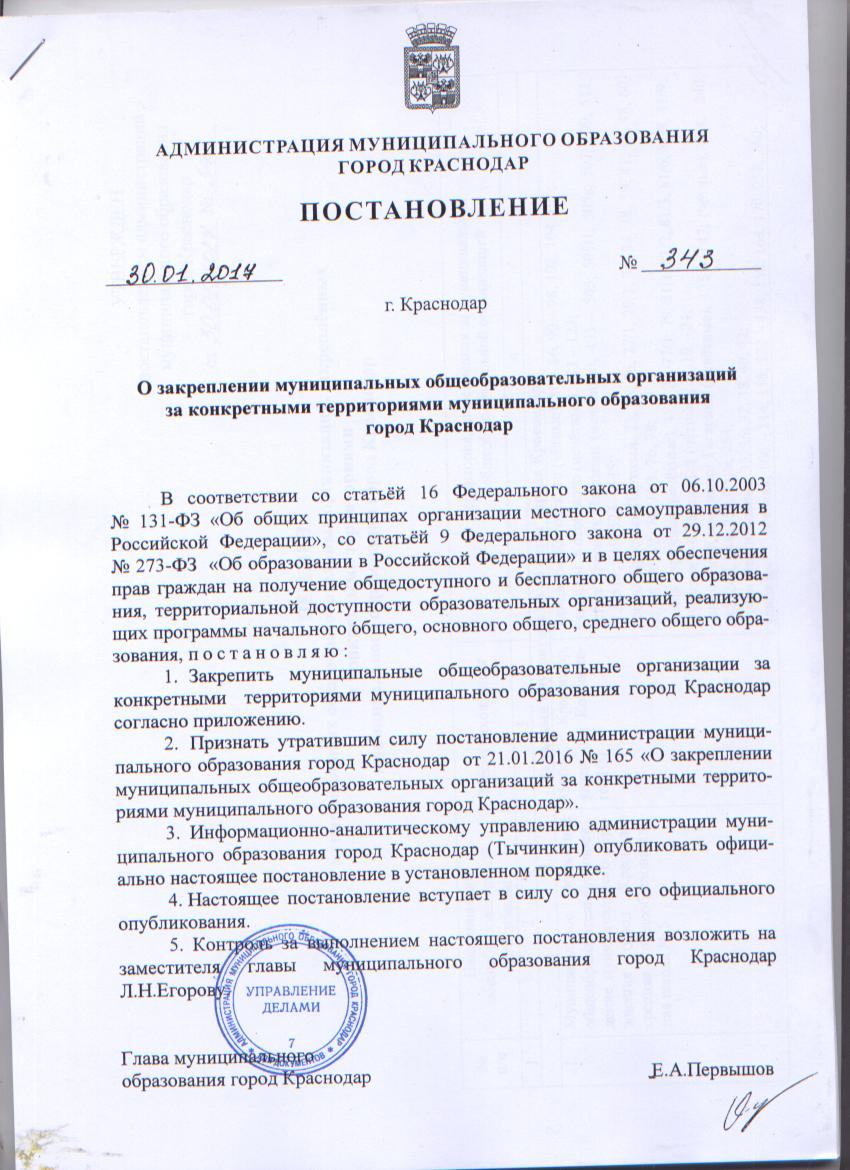 АДМИНИСТРАЦИЯ МУНИЦИПАЛЬНОГО ОБРАЗОВАНИЯ
ГОРОД КРАСНОДАР
ПОСТАНОВЛЕНИЕ
30.01.2017
№ 343
г. Краснодар
О закреплении муниципальных общеобразовательных организаций
за конкретными территориями муниципального образования
город Краснодар
В соответствии со статьёй 16 Федерального закона от 06.10.2003
№ 131-ФЗ «Об общих принципах организации местного самоуправления в
Российской Федерации», со статьёй 9 Федерального закона от 29.12.2012
№ 273-ФЗ «Об образовании в Российской Федерации» и в целях обеспечения
прав граждан на получение общедоступного и бесплатного общего образова-
ния, территориальной доступности образовательных организаций, реализую-
щих программы начального общего, основного общего, среднего общего обра-
зования, п о с т а н о в л я ю :
1. Закрепить муниципальные общеобразовательные организации за
конкретными территориями муниципального образования город Краснодар
согласно приложению.
2. Признать утратившим силу постановление администрации муници-
пального образования город Краснодар от 21.01.2016 № 165 «О закреплении
муниципальных общеобразовательных организаций за конкретными террито-
риями муниципального образования город Краснодар».
3. Информационно-аналитическому управлению администрации муни-
ципального образования город Краснодар (Тычинкин) опубликовать офици-
ально настоящее постановление в установленном порядке.
4. Настоящее постановление вступает в силу со дня его официального
опубликования.
5. Контроль за выполнением настоящего постановления возложить на
заместителя главы муниципального образования город Краснодар
Л.Н.Егорову
АДМИНИСТРАЦИЯ МУНИЦИПАЛЬНОГО ОБРАЗОВАНИЯ ГОРОД КРАСНОДАР
УПРАВЛЕНИЕ
ДЕЛАМИ
7
ДОКУМЕНТОВ
Глава муниципального
образования город Краснодар
Е.А.Первышов